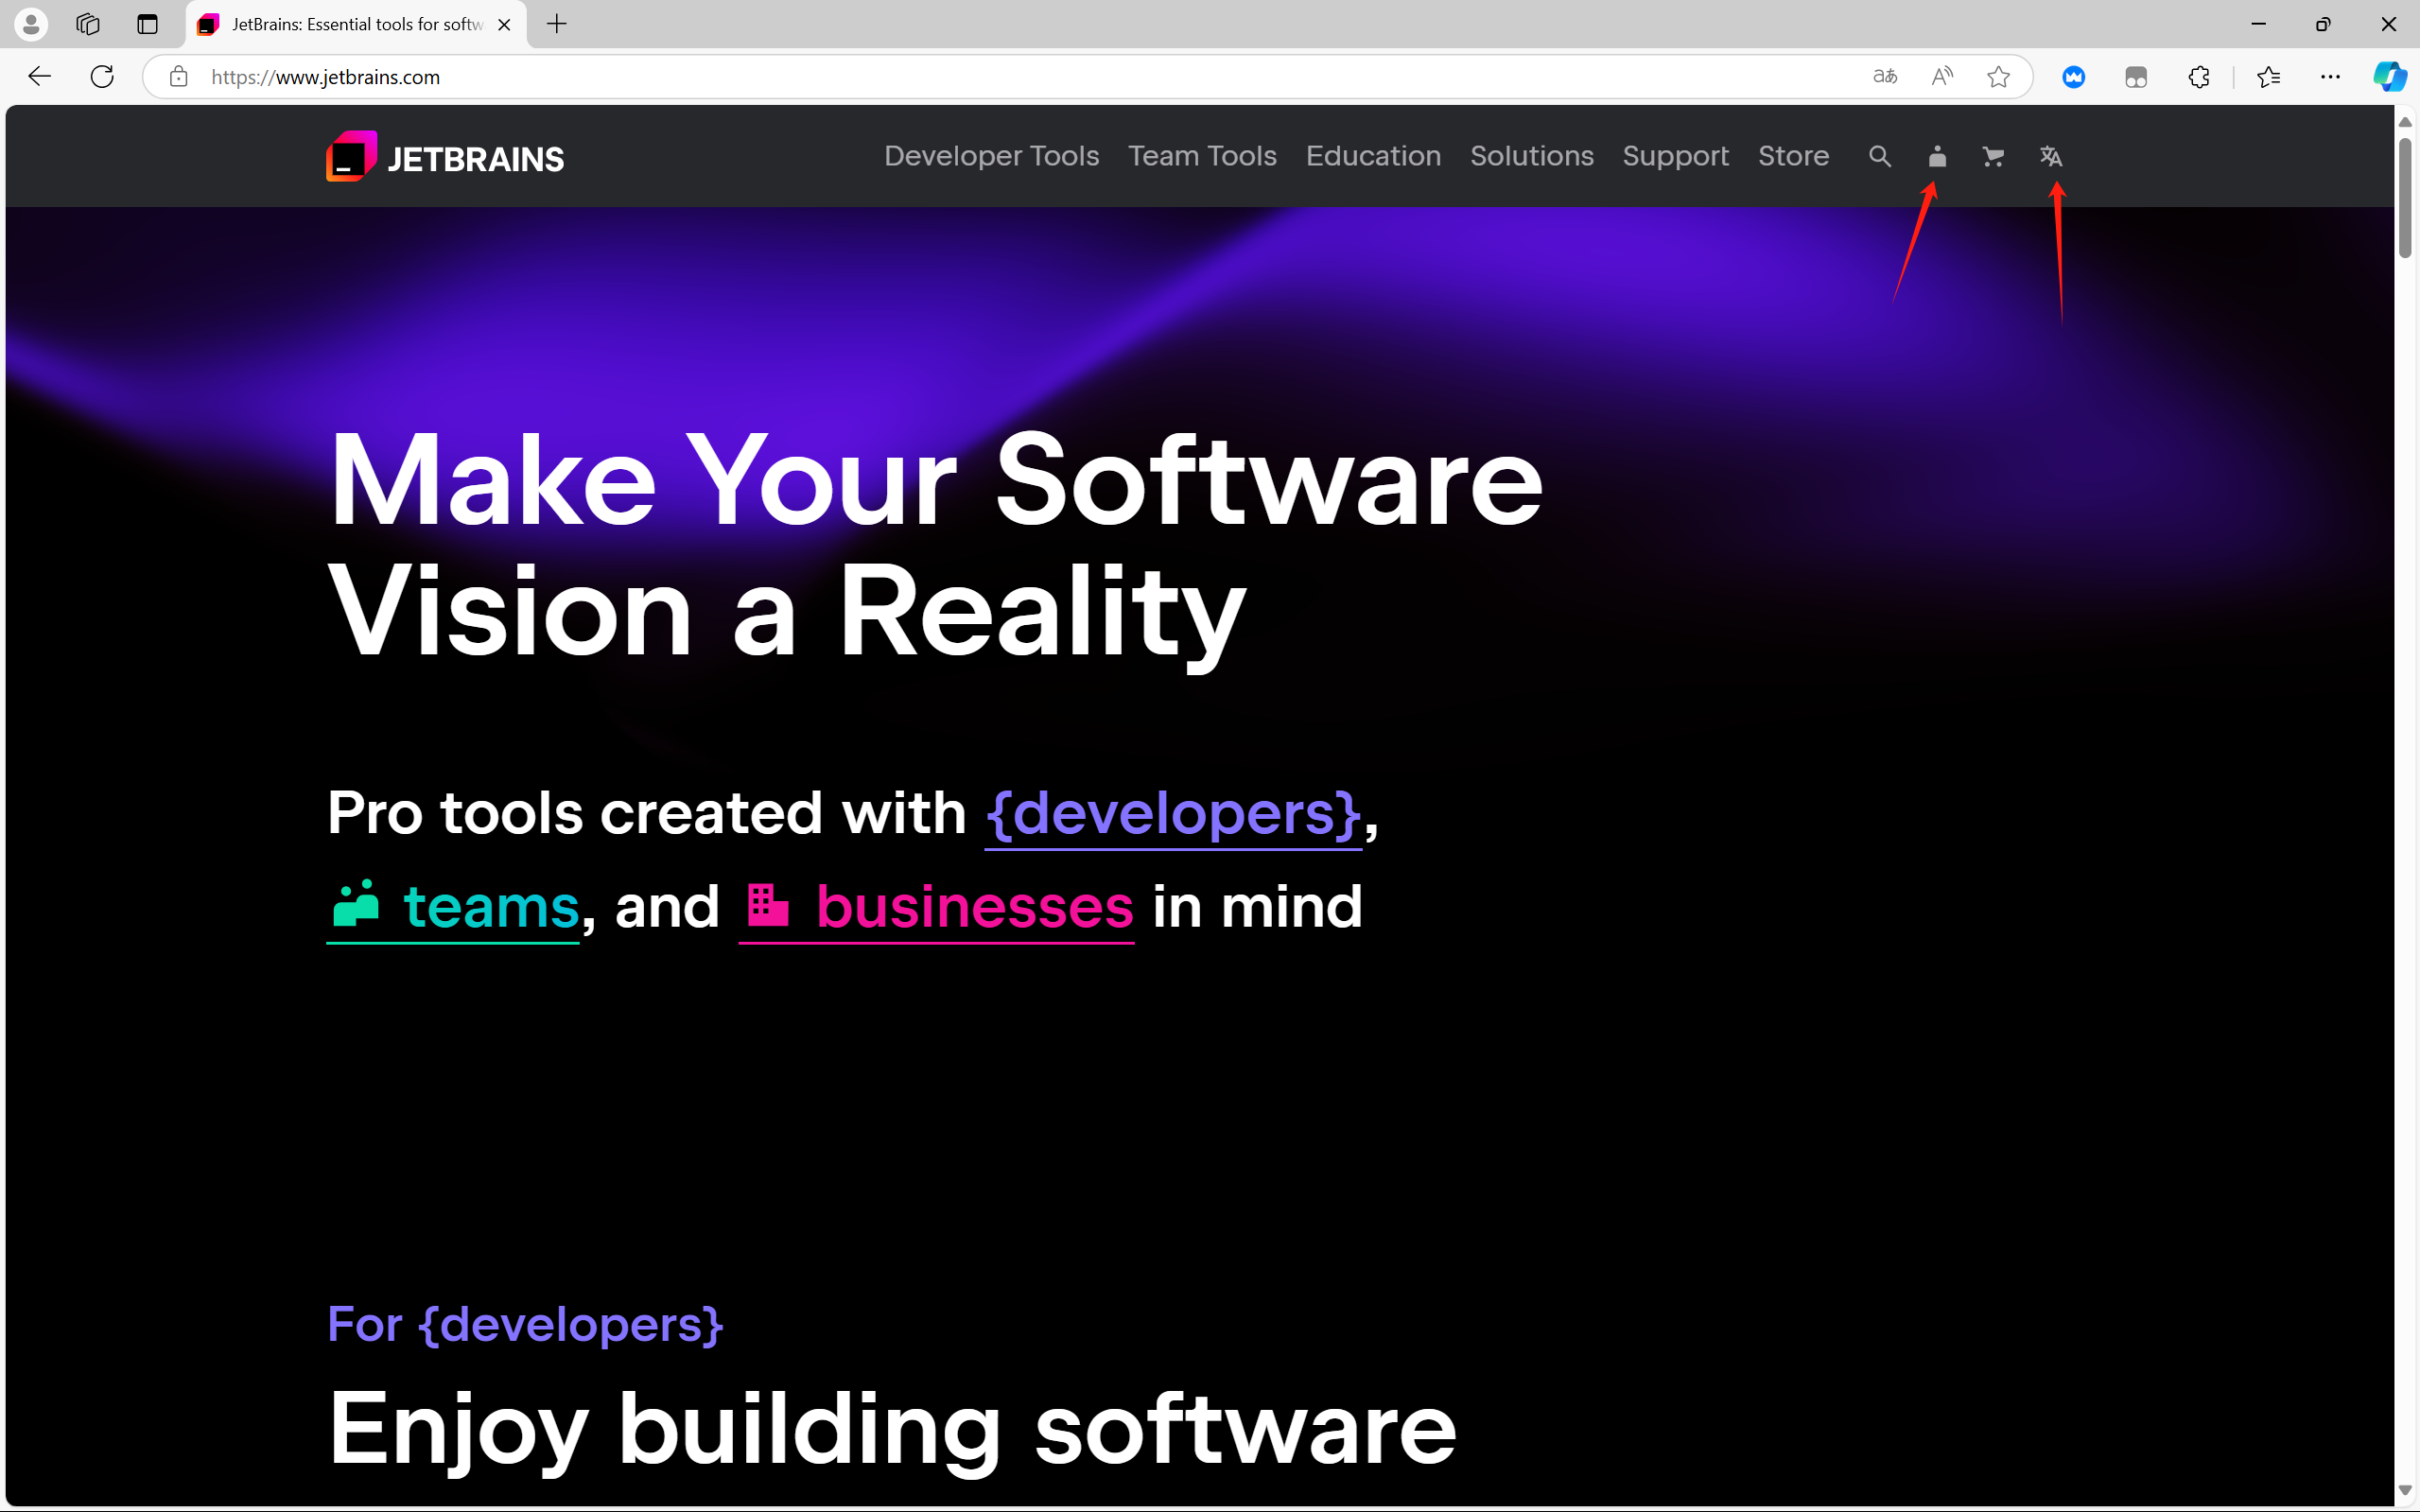 JetBrains: Essential tools for softw
https://www.jetbrains.com
JETBRAINS
Developer Tools Team Tools Education Solutions Support Store
Make Your Software
Vision a Reality
Pro tools created with {developers},
teams, and businesses in mind
For {developers}
Enjoy building software